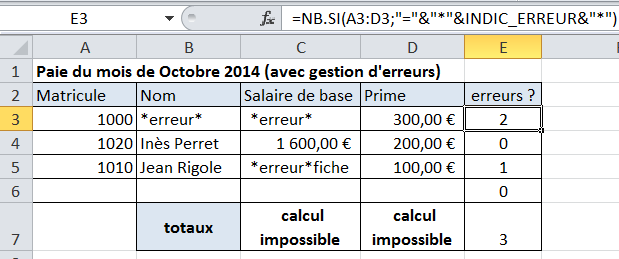 E3 fx =NB.SI(A3:D3;"="&"*"&INDIC_ERREUR&"*")
A B C D E
1 Paie du mois de Octobre 2014 (avec gestion d'erreurs)
2 Matricule Nom Salaire de base Prime erreurs ?
3 1000 *erreur* *erreur* 300,00 € 2
4 1020 Inès Perret 1 600,00 € 200,00 € 0
5 1010 Jean Rigole *erreur*fiche 100,00 € 1
6 0
calcul calcul
7 totaux impossible impossible 3